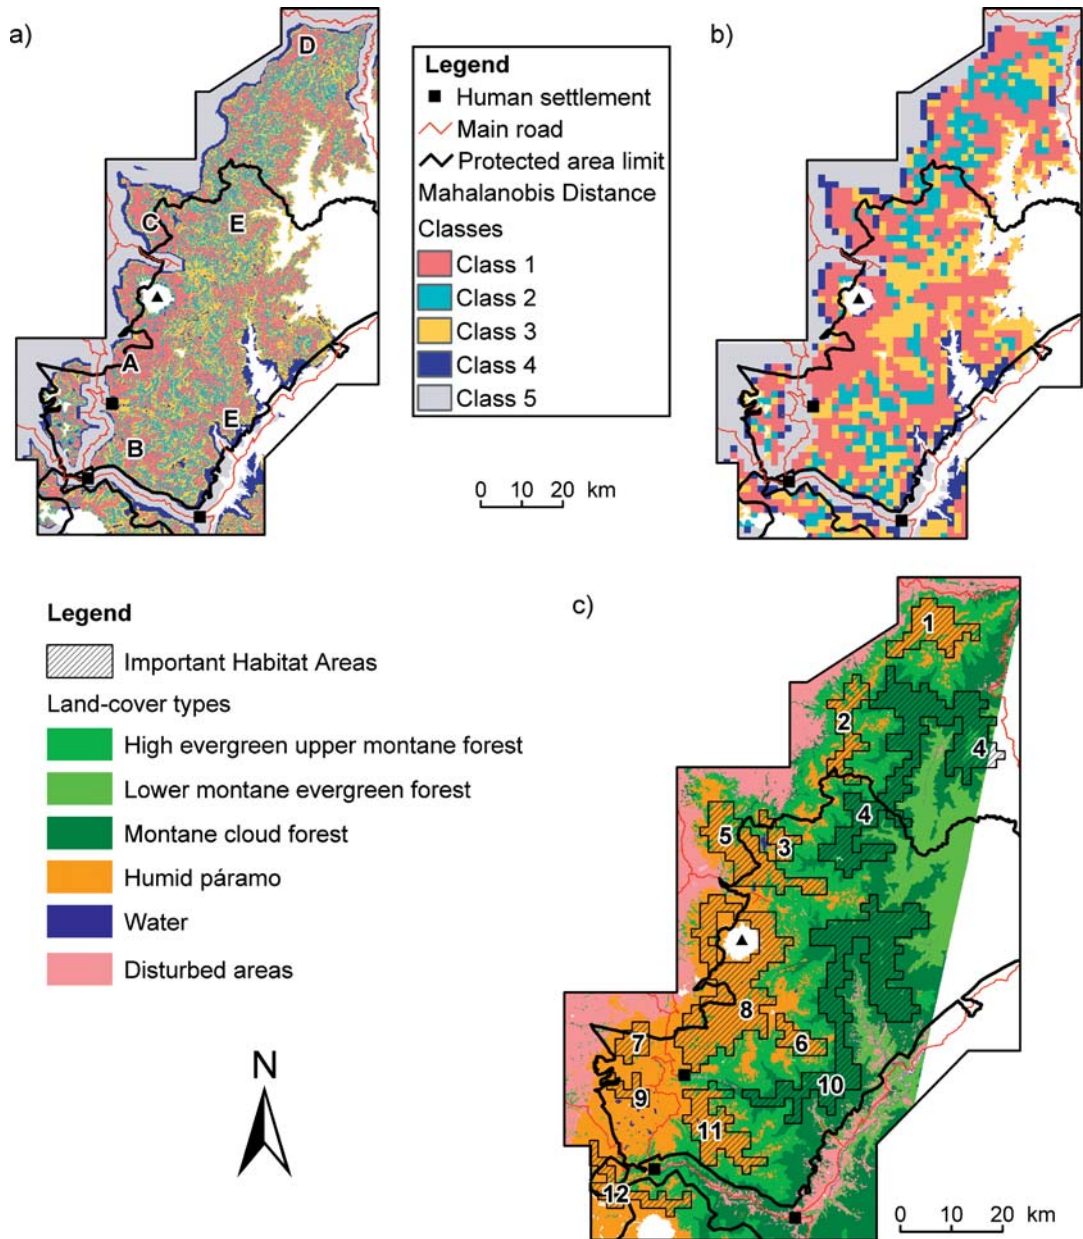 a)
D
C
E
A
E
B
Legend
Human settlement
Main road
Protected area limit
Mahalanobis Distance
Classes
Class 1
Class 2
Class 3
Class 4
Class 5
0 10 20 km
b)
Legend
Important Habitat Areas
Land-cover types
High evergreen upper montane forest
Lower montane evergreen forest
Montane cloud forest
Humid páramo
Water
Disturbed areas
N
c)
1
2
4
4
5
3
8
7
6
9
10
11
12
0 10 20 km